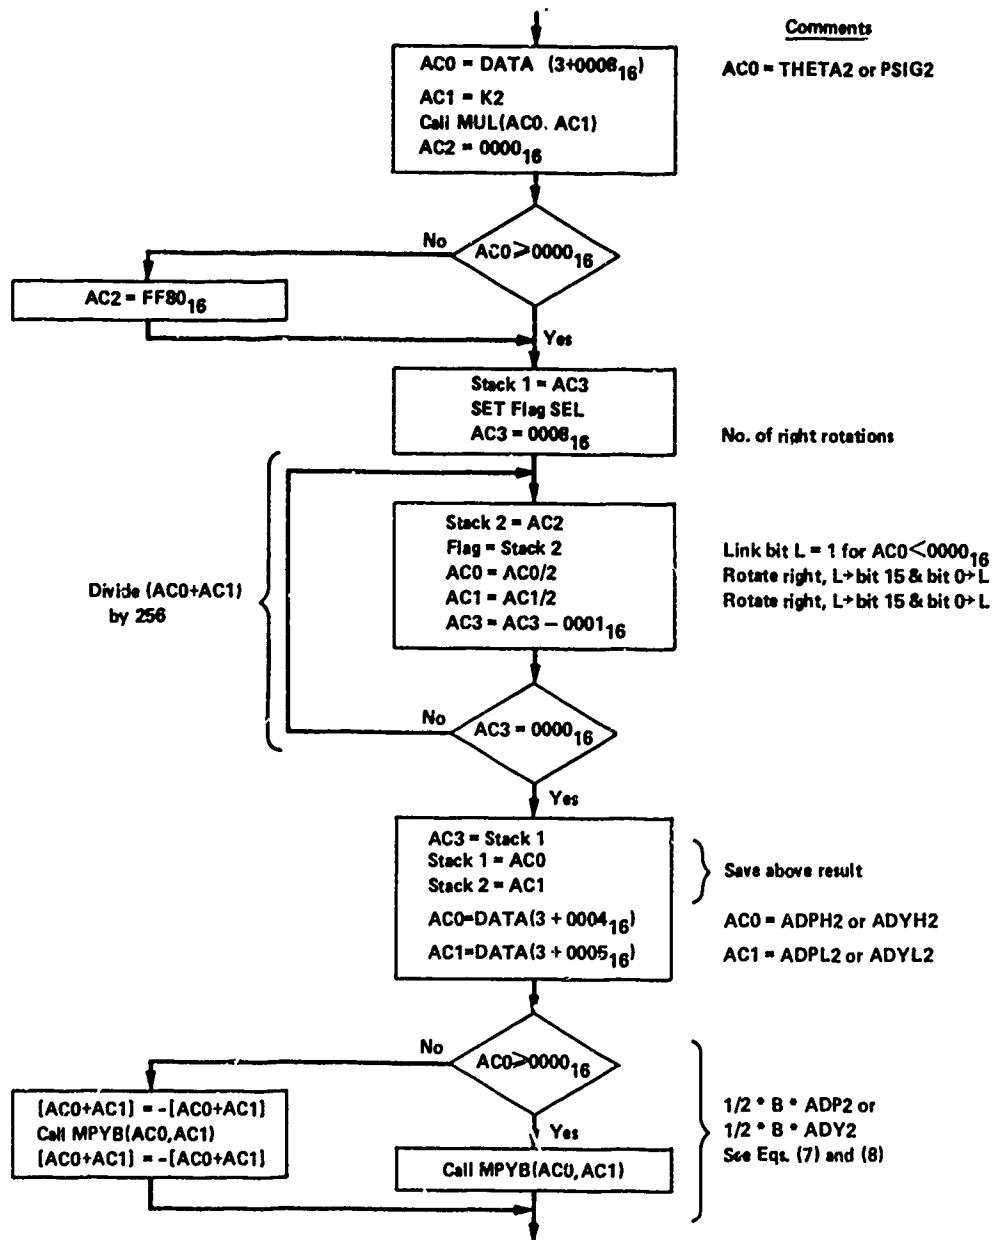 Comments
AC0 = DATA (3+0008₁₆)
AC1 = K2
Call MUL(AC0, AC1)
AC2 = 0000₁₆
AC0 = THETA2 or PSIG2
AC0≥0000₁₆
No
AC2 = FF80₁₆
Yes
Stack 1 = AC3
SET Flag SEL
AC3 = 0008₁₆
No. of right rotations
Stack 2 = AC2
Flag = Stack 2
AC0 = AC0/2
AC1 = AC1/2
AC3 = AC3 − 0001₁₆
Link bit L = 1 for AC0<0000₁₆
Rotate right, L→bit 15 & bit 0→L
Rotate right, L→bit 15 & bit 0→L
Divide (AC0+AC1)
by 256
No
AC3 = 0000₁₆
Yes
AC3 = Stack 1
Stack 1 = AC0
Stack 2 = AC1
AC0=DATA(3 + 0004₁₆)
AC1=DATA(3 + 0005₁₆)
Save above result
AC0 = ADPH2 or ADYH2
AC1 = ADPL2 or ADYL2
No
AC0≥0000₁₆
Yes
[AC0+AC1] = -[AC0+AC1]
Call MPYB(AC0,AC1)
[AC0+AC1] = -[AC0+AC1]
Call MPYB(AC0,AC1)
1/2 * B * ADP2 or
1/2 * B * ADY2
See Eqs. (7) and (8)